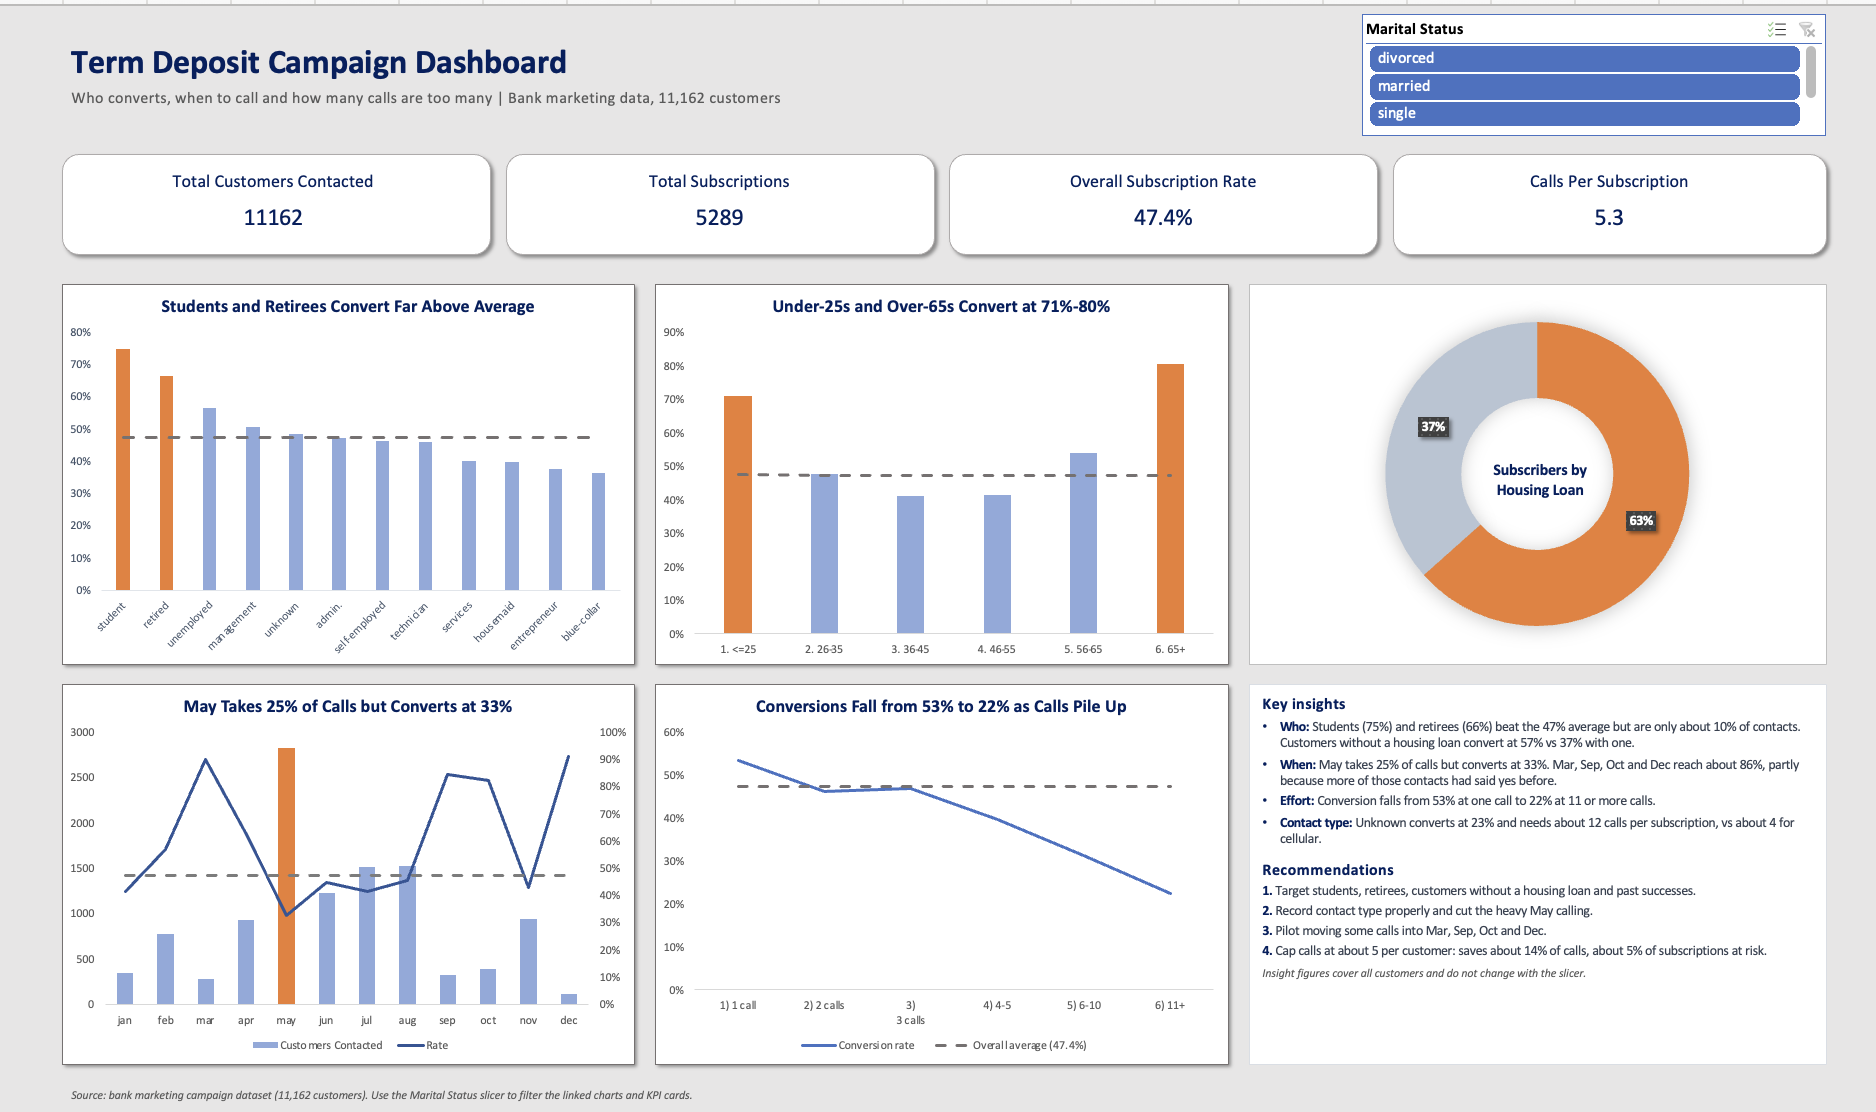 Term Deposit Campaign Dashboard
Who converts, when to call and how many calls are too many | Bank marketing data, 11,162 customers
Marital Status
divorced
married
single
Total Customers Contacted
11162
Total Subscriptions
5289
Overall Subscription Rate
47.4%
Calls Per Subscription
5.3
Students and Retirees Convert Far Above Average
80%
70%
60%
50%
40%
30%
20%
10%
0%
student
retired
unemployed
management
unknown
admin.
self-employed
technician
services
housemaid
entrepreneur
blue-collar
Under-25s and Over-65s Convert at 71%-80%
90%
80%
70%
60%
50%
40%
30%
20%
10%
0%
1. <=25
2. 26-35
3. 36-45
4. 46-55
5. 56-65
6. 65+
37%
Subscribers by
Housing Loan
63%
May Takes 25% of Calls but Converts at 33%
3000
2500
2000
1500
1000
500
0
100%
90%
80%
70%
60%
50%
40%
30%
20%
10%
0%
jan
feb
mar
apr
may
jun
jul
aug
sep
oct
nov
dec
Customers Contacted
Rate
Conversions Fall from 53% to 22% as Calls Pile Up
60%
50%
40%
30%
20%
10%
0%
1) 1 call
2) 2 calls
3)
3 calls
4) 4-5
5) 6-10
6) 11+
Conversion rate
Overall average (47.4%)
Key insights
• Who: Students (75%) and retirees (66%) beat the 47% average but are only about 10% of contacts.
Customers without a housing loan convert at 57% vs 37% with one.
• When: May takes 25% of calls but converts at 33%. Mar, Sep, Oct and Dec reach about 86%, partly
because more of those contacts had said yes before.
• Effort: Conversion falls from 53% at one call to 22% at 11 or more calls.
• Contact type: Unknown converts at 23% and needs about 12 calls per subscription, vs about 4 for
cellular.
Recommendations
1. Target students, retirees, customers without a housing loan and past successes.
2. Record contact type properly and cut the heavy May calling.
3. Pilot moving some calls into Mar, Sep, Oct and Dec.
4. Cap calls at about 5 per customer: saves about 14% of calls, about 5% of subscriptions at risk.
Insight figures cover all customers and do not change with the slicer.
Source: bank marketing campaign dataset (11,162 customers). Use the Marital Status slicer to filter the linked charts and KPI cards.